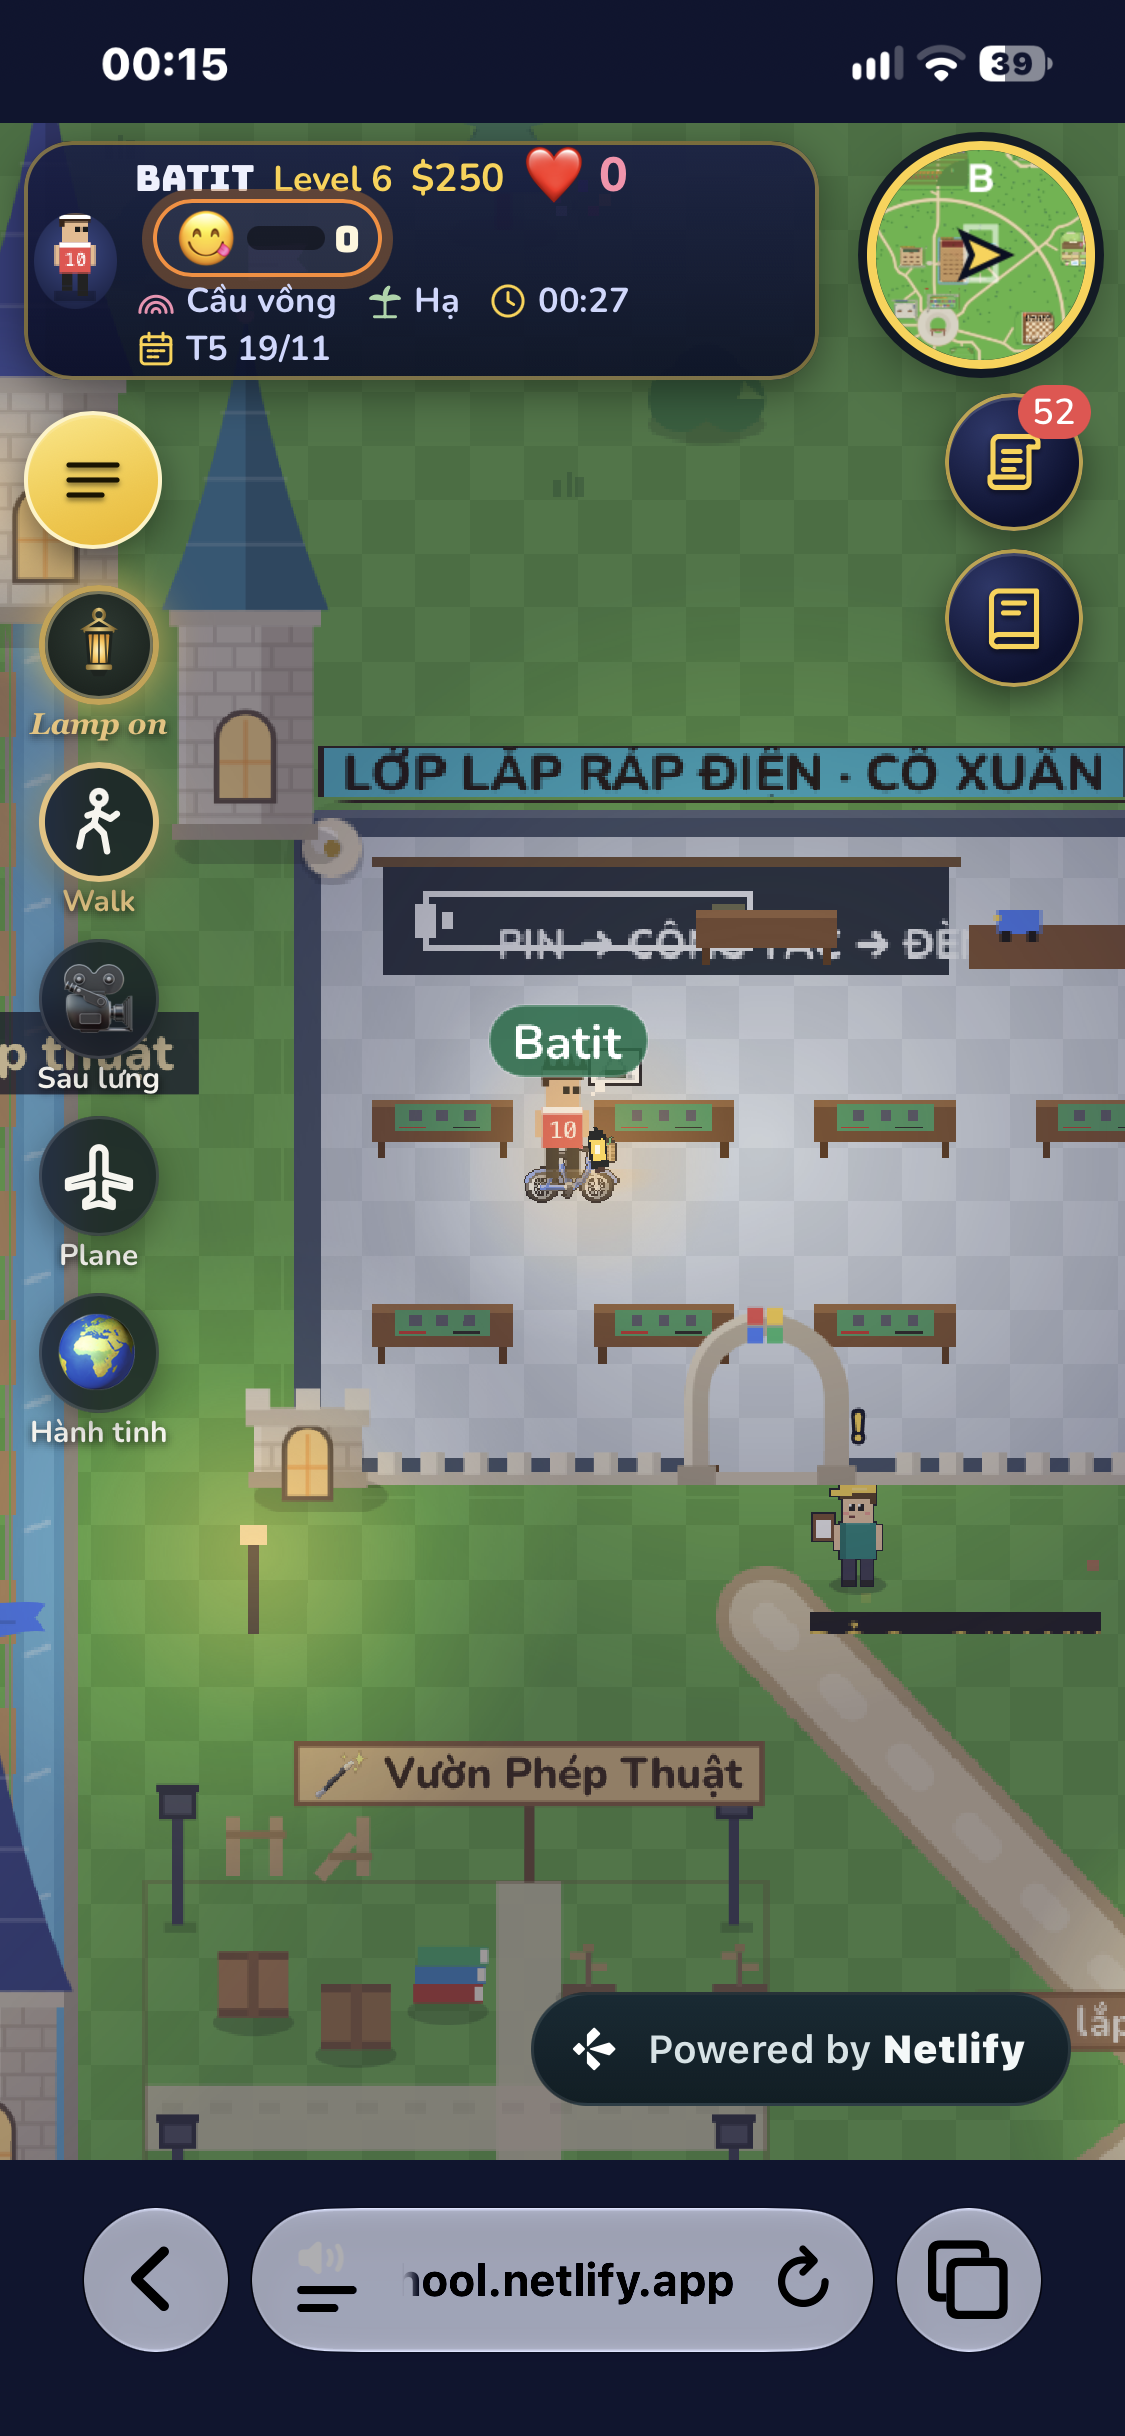 00:15
39
BATIT Level 6 $250 ❤️ 0
0
Cầu vồng Hạ 00:27
T5 19/11
B
10
52
Lamp on
Walk
Sau lưng
Plane
Hành tinh
LỚP LẮP RÁP ĐIỆN · CÔ XUÂN
PIN →
Batit
10
Vườn Phép Thuật
Powered by Netlify
ool.netlify.app